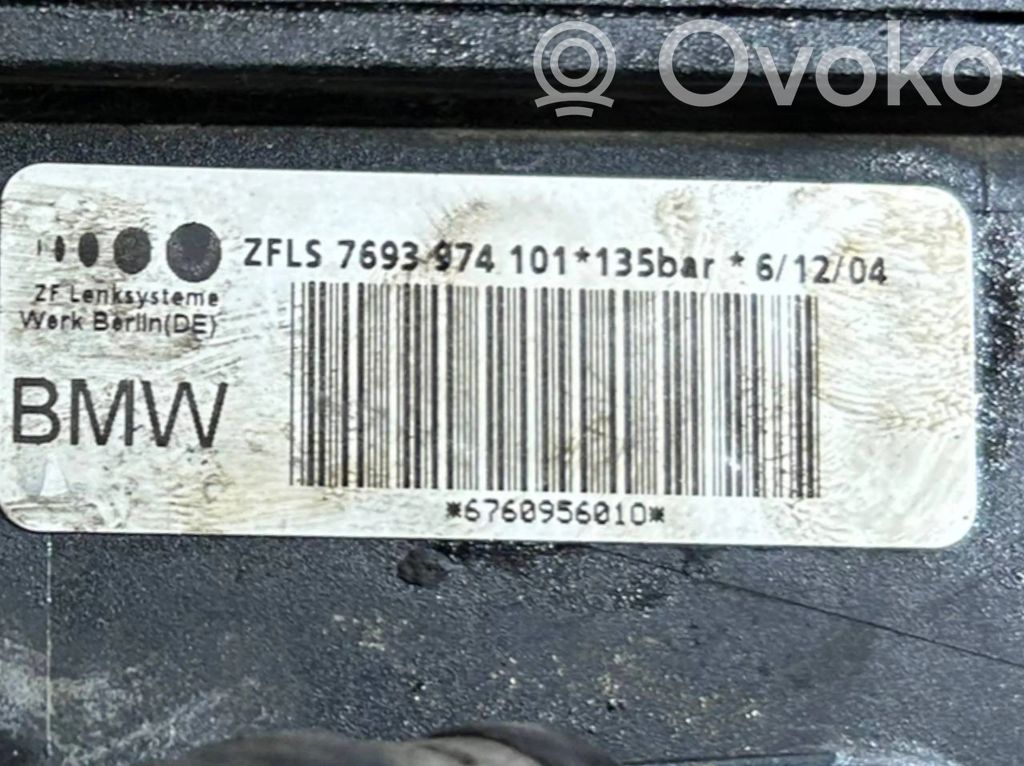 Ovoko
ZFLS 7693 974 101*135bar * 6/12/04
ZF Lenksysteme
Werk Berlin(DE)
BMW
*6760956010*